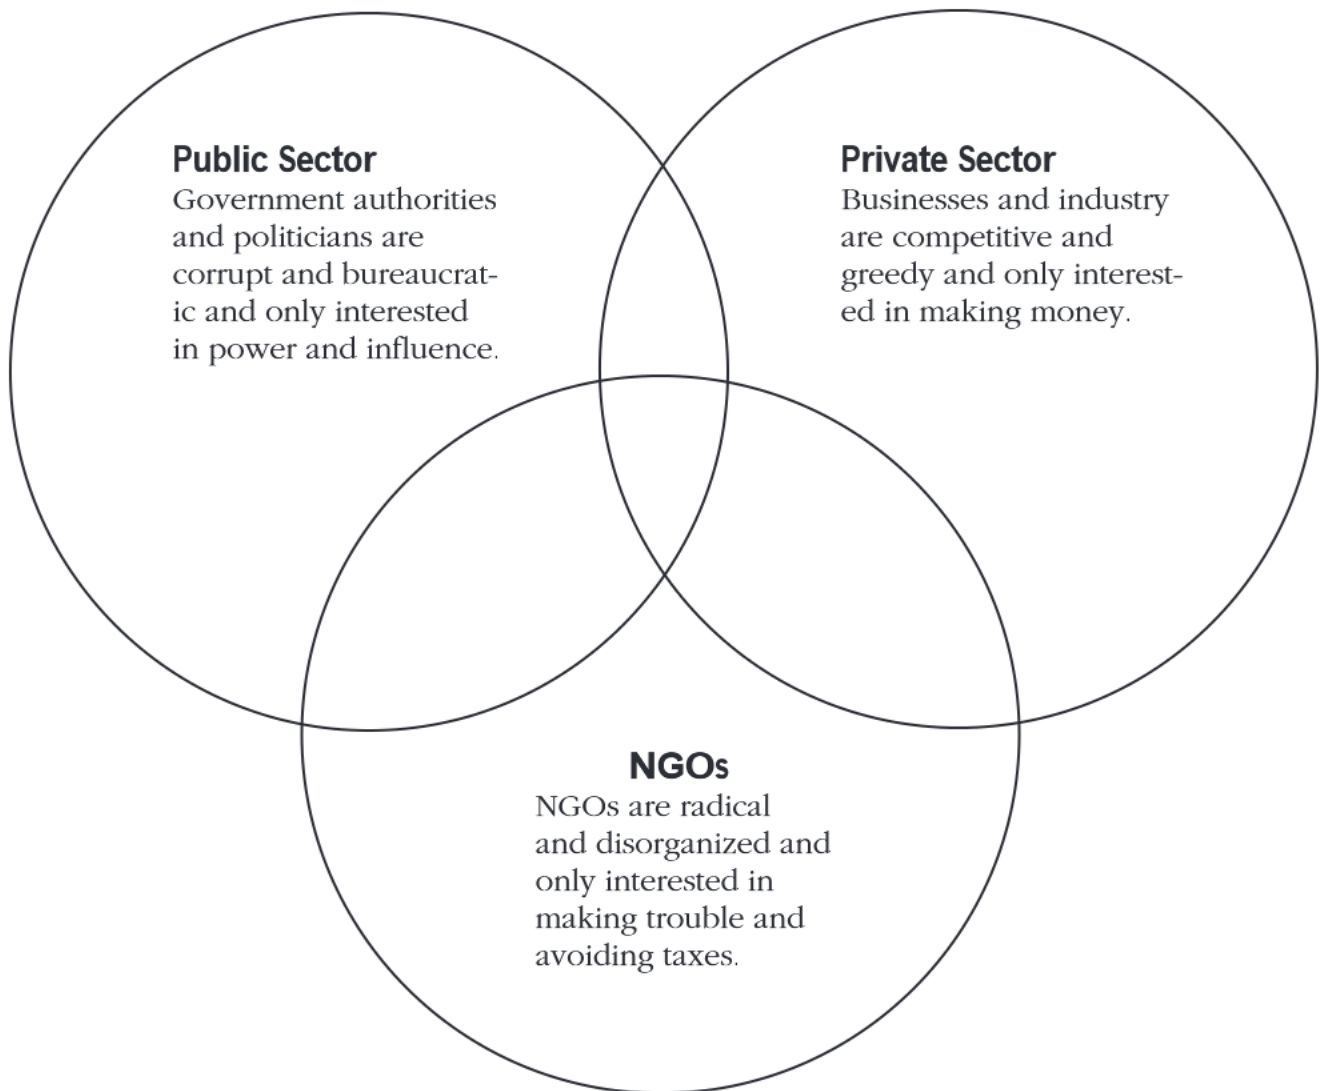 Public Sector
Government authorities
and politicians are
corrupt and bureaucrat-
ic and only interested
in power and influence.
Private Sector
Businesses and industry
are competitive and
greedy and only interest-
ed in making money.
NGOs
NGOs are radical
and disorganized and
only interested in
making trouble and
avoiding taxes.